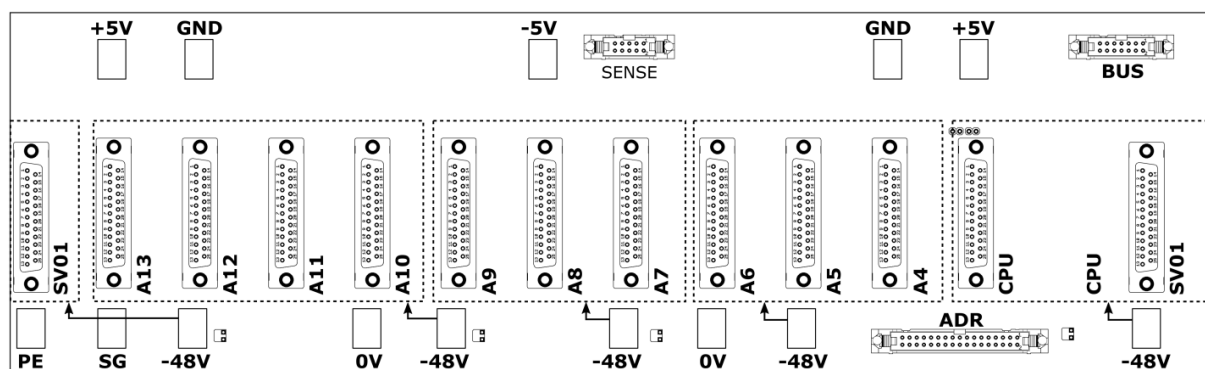 +5V GND -5V SENSE GND +5V BUS
SV01 A13 A12 A11 A10 A9 A8 A7 A6 A5 A4 CPU CPU SV01
PE SG -48V 0V -48V -48V 0V -48V ADR -48V